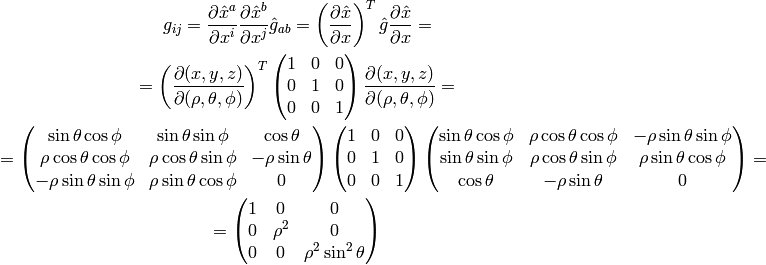 g_{ij} = \frac{\partial \hat{x}^a}{\partial x^i} \frac{\partial \hat{x}^b}{\partial x^j} \hat{g}_{ab} = \left( \frac{\partial \hat{x}}{\partial x} \right)^T \hat{g} \frac{\partial \hat{x}}{\partial x} =
= \left( \frac{\partial (x, y, z)}{\partial (\rho, \theta, \phi)} \right)^T \begin{pmatrix} 1 & 0 & 0 \\ 0 & 1 & 0 \\ 0 & 0 & 1 \end{pmatrix} \frac{\partial (x, y, z)}{\partial (\rho, \theta, \phi)} =
= \begin{pmatrix} \sin\theta\cos\phi & \sin\theta\sin\phi & \cos\theta \\ \rho\cos\theta\cos\phi & \rho\cos\theta\sin\phi & -\rho\sin\theta \\ -\rho\sin\theta\sin\phi & \rho\sin\theta\cos\phi & 0 \end{pmatrix} \begin{pmatrix} 1 & 0 & 0 \\ 0 & 1 & 0 \\ 0 & 0 & 1 \end{pmatrix} \begin{pmatrix} \sin\theta\cos\phi & \rho\cos\theta\cos\phi & -\rho\sin\theta\sin\phi \\ \sin\theta\sin\phi & \rho\cos\theta\sin\phi & \rho\sin\theta\cos\phi \\ \cos\theta & -\rho\sin\theta & 0 \end{pmatrix} =
= \begin{pmatrix} 1 & 0 & 0 \\ 0 & \rho^2 & 0 \\ 0 & 0 & \rho^2\sin^2\theta \end{pmatrix}